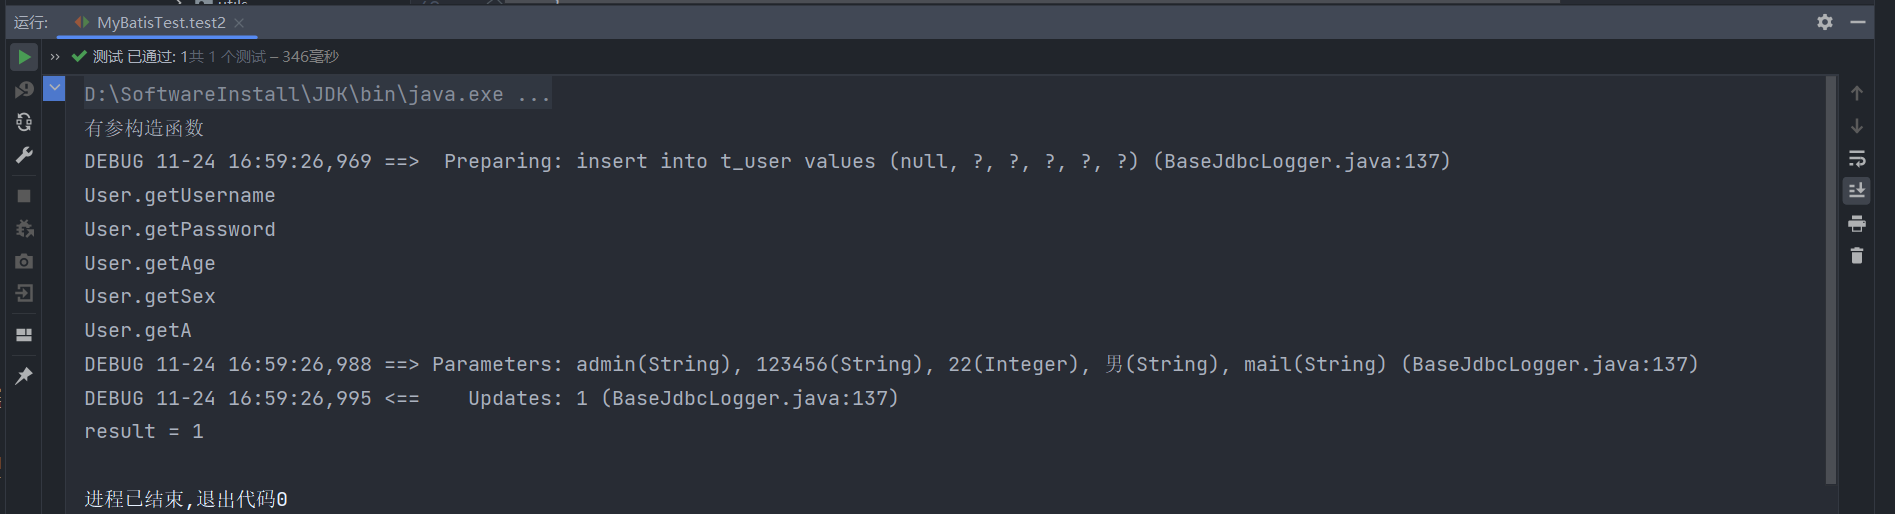 运行: MyBatisTest.test2
测试 已通过: 1共 1 个测试 – 346毫秒
D:\SoftwareInstall\JDK\bin\java.exe ...
有参构造函数
DEBUG 11-24 16:59:26,969 ==>  Preparing: insert into t_user values (null, ?, ?, ?, ?, ?) (BaseJdbcLogger.java:137)
User.getUsername
User.getPassword
User.getAge
User.getSex
User.getA
DEBUG 11-24 16:59:26,988 ==> Parameters: admin(String), 123456(String), 22(Integer), 男(String), mail(String) (BaseJdbcLogger.java:137)
DEBUG 11-24 16:59:26,995 <==    Updates: 1 (BaseJdbcLogger.java:137)
result = 1
进程已结束,退出代码0